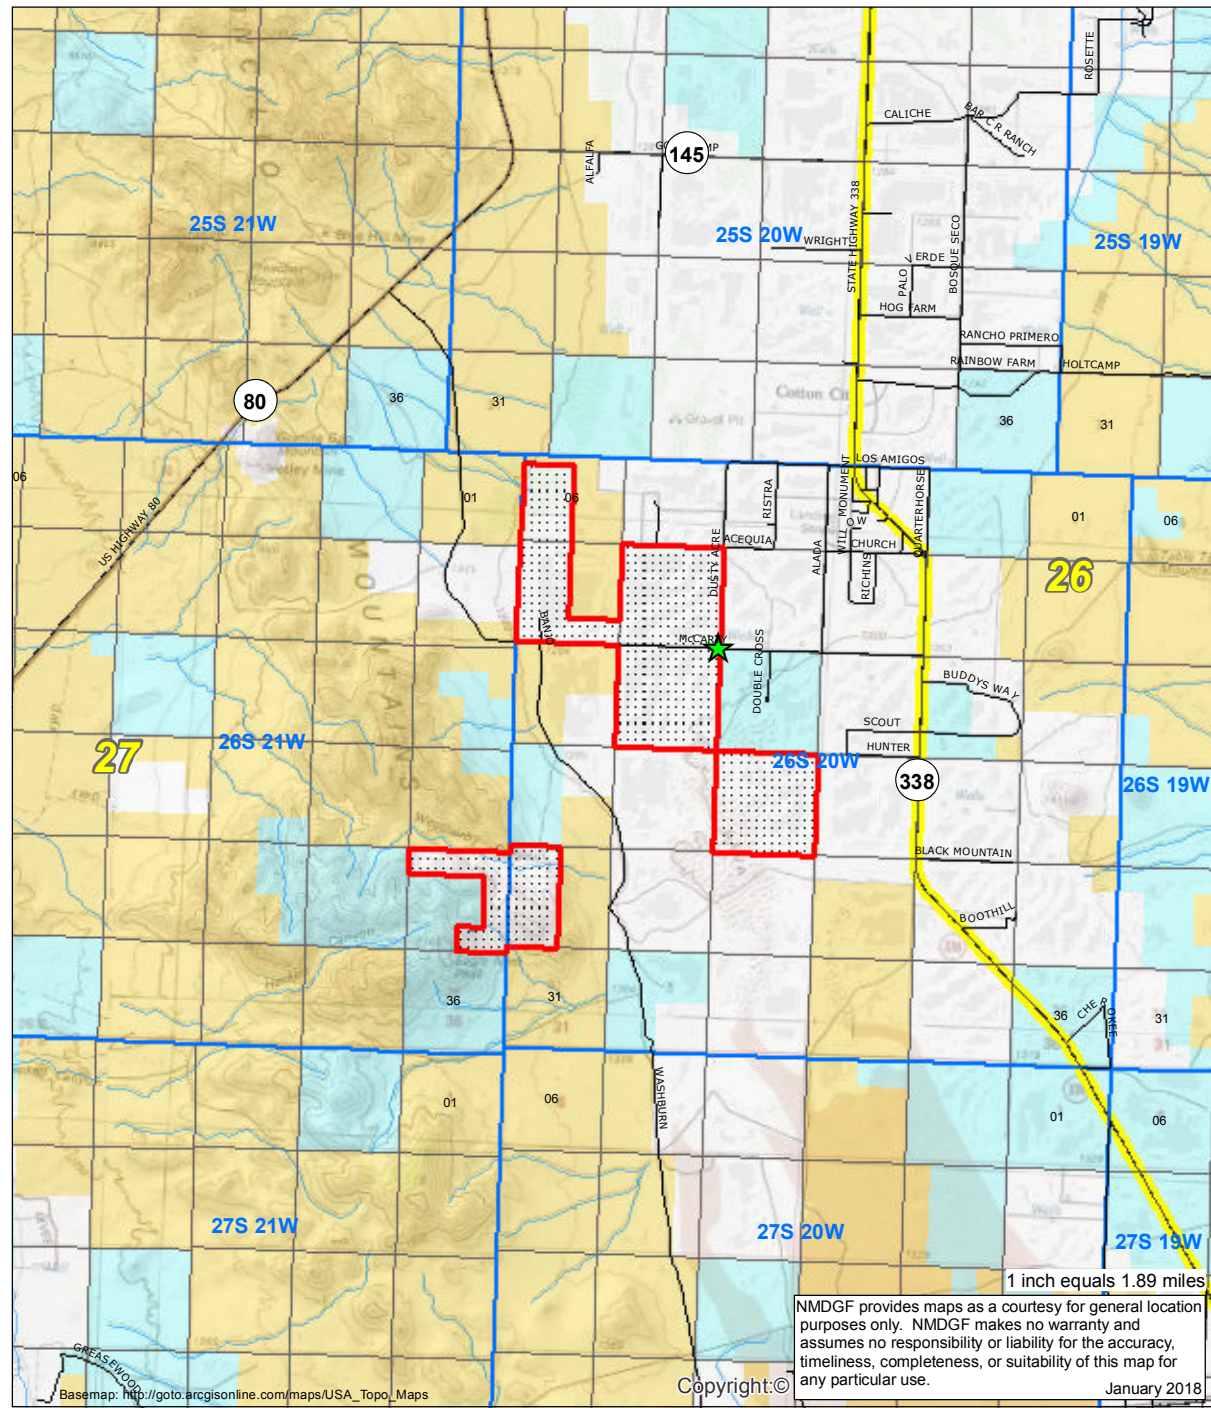 ROSETTE
CALICHE
BAR C R RANCH
ALFALFA
145
STATE HIGHWAY 338
25S 21W
25S 20W
WRIGHT
25S 19W
BOSQUE SECO
PALO VERDE
HOG FARM
RANCHO PRIMERO
RAINBOW FARM
HOLTCAMP
80
36
31
Cotton City
Gravel Pit
36
31
06
US HIGHWAY 80
01
06
LOS AMIGOS
RISTRA
MONUMENT
WILLOW
QUARTERHORSE
01
06
ACEQUIA
DUSTY ACRE
ALADA
CHURCH
RICHINS
26
MOUNTAINS
BANJO
McCARTY
DOUBLE CROSS
BUDDYS WAY
SCOUT
HUNTER
27
26S 21W
26S 20W
338
26S 19W
BLACK MOUNTAIN
BOOTHILL
36
31
36
31
CHEROKEE
WASHBURN
01
06
01
06
27S 21W
27S 20W
27S 19W
1 inch equals 1.89 miles
NMDGF provides maps as a courtesy for general location
purposes only. NMDGF makes no warranty and
assumes no responsibility or liability for the accuracy,
timeliness, completeness, or suitability of this map for
any particular use.
January 2018
GREASEWOOD
Basemap: http://goto.arcgisonline.com/maps/USA_Topo_Maps
Copyright:©